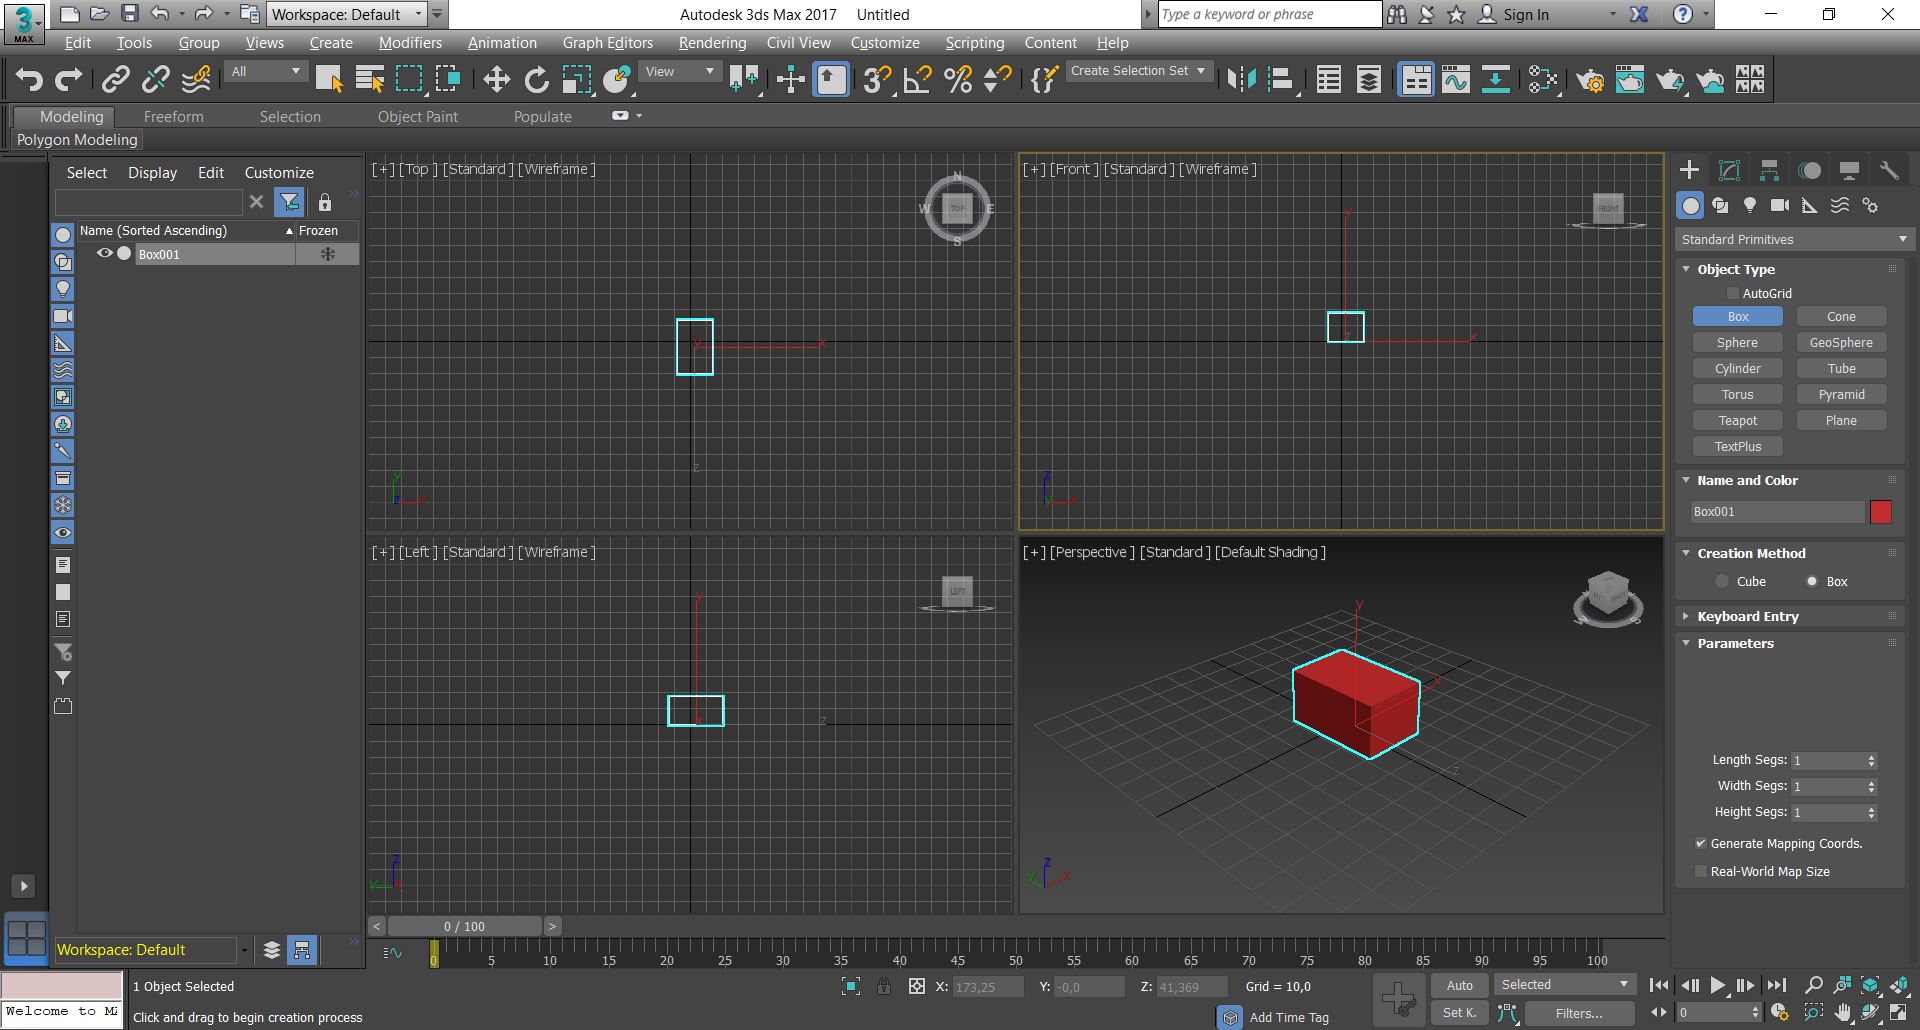 3 MAX
Workspace: Default
Autodesk 3ds Max 2017 Untitled
Type a keyword or phrase
Sign In
Edit Tools Group Views Create Modifiers Animation Graph Editors Rendering Civil View Customize Scripting Content Help
All
View
3
Create Selection Set
Modeling Freeform Selection Object Paint Populate
Polygon Modeling
Select Display Edit Customize
Name (Sorted Ascending) Frozen
Box001
[+] [Top ] [Standard ] [Wireframe ]
N
W TOP E
S
y x
z
y
z x
[+] [Front ] [Standard ] [Wireframe ]
FRONT
y
z x
z
y x
[+] [Left ] [Standard ] [Wireframe ]
LEFT
y
x z
z
y x
[+] [Perspective ] [Standard ] [Default Shading ]
y
x
z
z
y x
Standard Primitives
Object Type
AutoGrid
Box Cone
Sphere GeoSphere
Cylinder Tube
Torus Pyramid
Teapot Plane
TextPlus
Name and Color
Box001
Creation Method
Cube Box
Keyboard Entry
Parameters
Length Segs: 1
Width Segs: 1
Height Segs: 1
Generate Mapping Coords.
Real-World Map Size
< 0 / 100 >
Workspace: Default
0 5 10 15 20 25 30 35 40 45 50 55 60 65 70 75 80 85 90 95 100
1 Object Selected
X: 173,25 Y: -0,0 Z: 41,369 Grid = 10,0
Auto Selected
Welcome to MA
Click and drag to begin creation process
Add Time Tag
Set K. Filters...
0